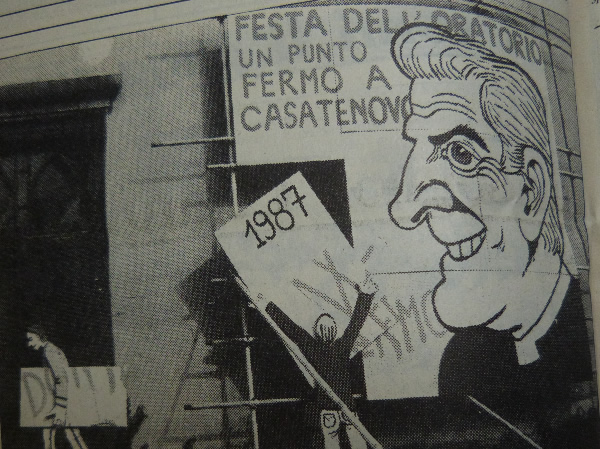 FESTA DELL'ORATORIO
UN PUNTO
FERMO A
CASATENOVO
1987